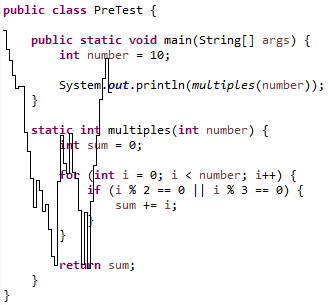 public class PreTest {
public static void main(String[] args) {
int number = 10;
System.out.println(multiples(number));
}
static int multiples(int number) {
int sum = 0;
for (int i = 0; i < number; i++) {
if (i % 2 == 0 || i % 3 == 0) {
sum += i;
}
}
return sum;
}
}